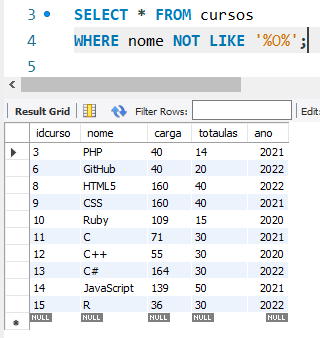 3 SELECT * FROM cursos
4 WHERE nome NOT LIKE '%O%';
5
Result Grid Filter Rows: Edit:
idcurso nome carga totaulas ano
3 PHP 40 14 2021
6 GitHub 40 20 2022
8 HTML5 160 40 2022
9 CSS 160 40 2021
10 Ruby 109 15 2020
11 C 71 30 2021
12 C++ 55 30 2020
13 C# 164 30 2022
14 JavaScript 139 50 2021
15 R 36 30 2022
NULL NULL NULL NULL NULL